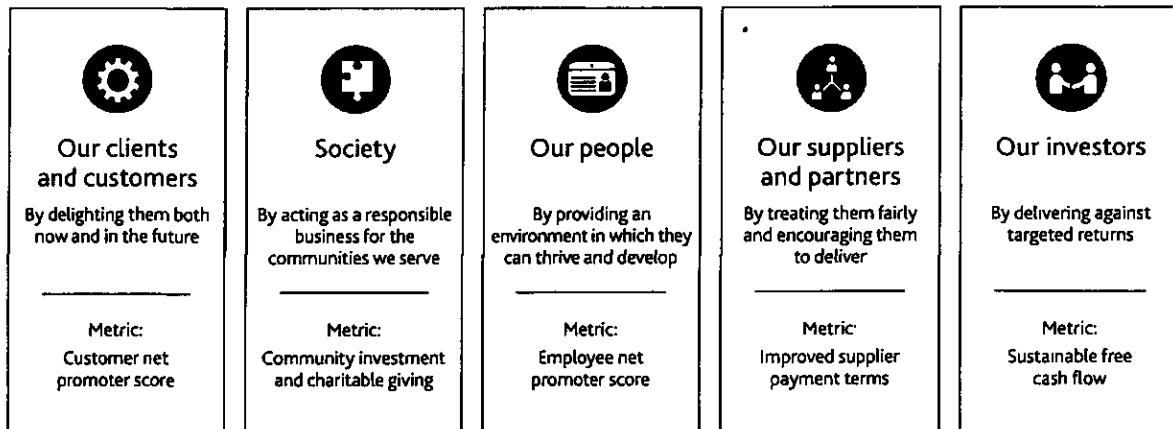 Our clients
and customers
By delighting them both
now and in the future
Metric:
Customer net
promoter score
Society
By acting as a responsible
business for the
communities we serve
Metric:
Community investment
and charitable giving
Our people
By providing an
environment in which they
can thrive and develop
Metric:
Employee net
promoter score
Our suppliers
and partners
By treating them fairly
and encouraging them
to deliver
Metric:
Improved supplier
payment terms
Our investors
By delivering against
targeted returns
Metric:
Sustainable free
cash flow